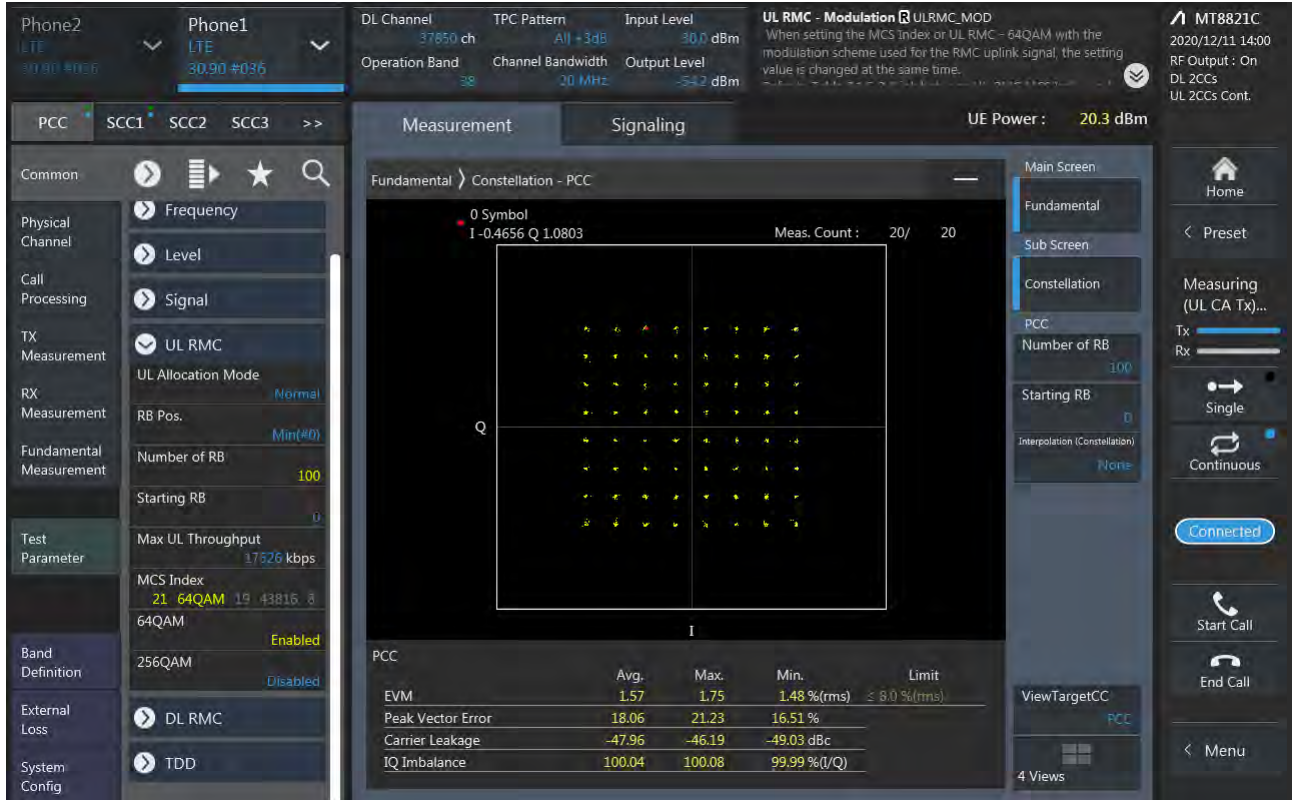 Phone2
LTE
30.90 #036
Phone1
LTE
30.90 #036
DL Channel
37850 ch
TPC Pattern
All +3dB
Input Level
30.0 dBm
Operation Band
38
Channel Bandwidth
20 MHz
Output Level
-54.2 dBm
UL RMC - Modulation R ULRMC_MOD
When setting the MCS Index or UL RMC - 64QAM with the
modulation scheme used for the RMC uplink signal, the setting
value is changed at the same time.
MT8821C
2020/12/11 14:00
RF Output : On
DL 2CCs
UL 2CCs Cont.
PCC SCC1 SCC2 SCC3 >>
Measurement
Signaling
UE Power : 20.3 dBm
Common
Physical
Channel
Call
Processing
TX
Measurement
RX
Measurement
Fundamental
Measurement
Test
Parameter
Band
Definition
External
Loss
System
Config
Frequency
Level
Signal
UL RMC
UL Allocation Mode
Normal
RB Pos.
Min(#0)
Number of RB
100
Starting RB
0
Max UL Throughput
17526 kbps
MCS Index
21 64QAM 19 43816 8
64QAM
Enabled
256QAM
Disabled
DL RMC
TDD
Fundamental > Constellation - PCC
0 Symbol
I -0.4656 Q 1.0803
Meas. Count : 20/ 20
Q
I
PCC
Avg. Max. Min. Limit
EVM 1.57 1.75 1.48 %(rms) ≤ 8.0 %(rms)
Peak Vector Error 18.06 21.23 16.51 %
Carrier Leakage -47.96 -46.19 -49.03 dBc
IQ Imbalance 100.04 100.08 99.99 %(I/Q)
Main Screen
Fundamental
Sub Screen
Constellation
PCC
Number of RB
100
Starting RB
0
Interpolation (Constellation)
None
ViewTargetCC
PCC
4 Views
Home
< Preset
Measuring
(UL CA Tx)...
Tx
Rx
Single
Continuous
Connected
Start Call
End Call
< Menu